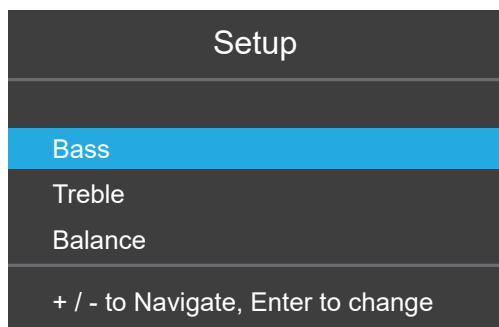 Setup
Bass
Treble
Balance
+ / - to Navigate, Enter to change